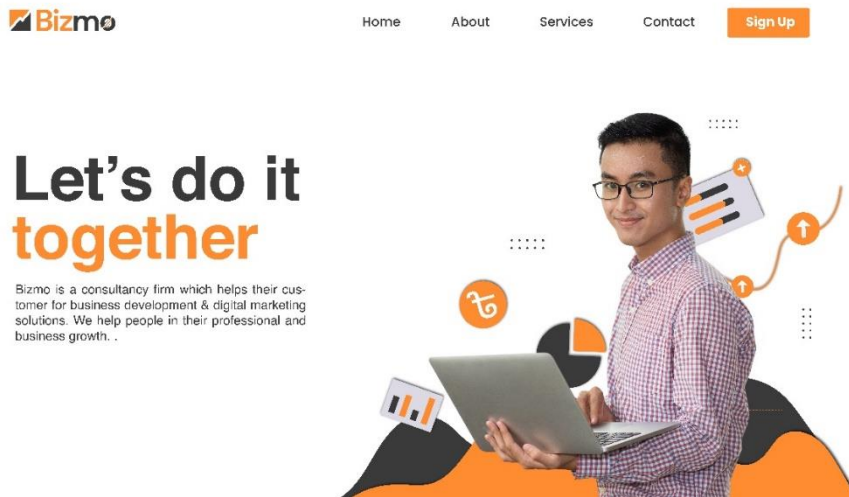 Bizmo
Home About Services Contact Sign Up
Let's do it
together
Bizmo is a consultancy firm which helps their cus-
tomer for business development & digital marketing
solutions. We help people in their professional and
business growth. .
৳